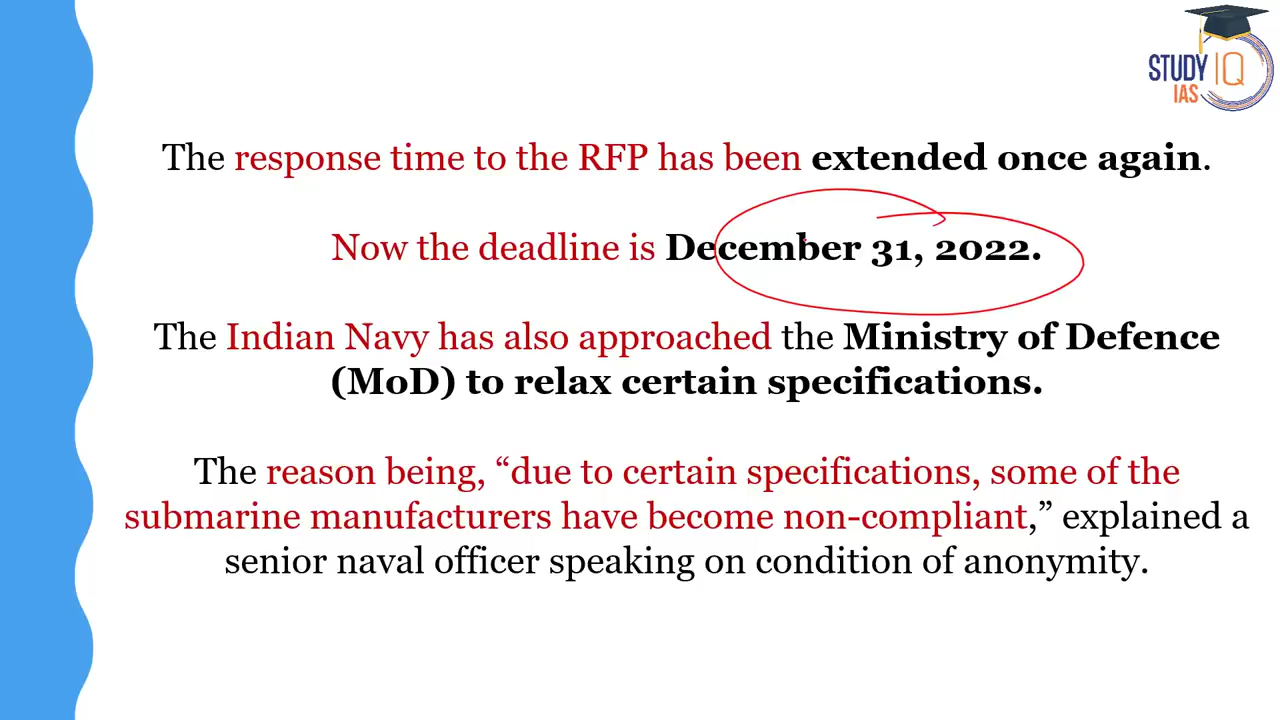 STUDY IQ
IAS
The response time to the RFP has been extended once again.
Now the deadline is December 31, 2022.
The Indian Navy has also approached the Ministry of Defence
(MoD) to relax certain specifications.
The reason being, “due to certain specifications, some of the
submarine manufacturers have become non-compliant,” explained a
senior naval officer speaking on condition of anonymity.